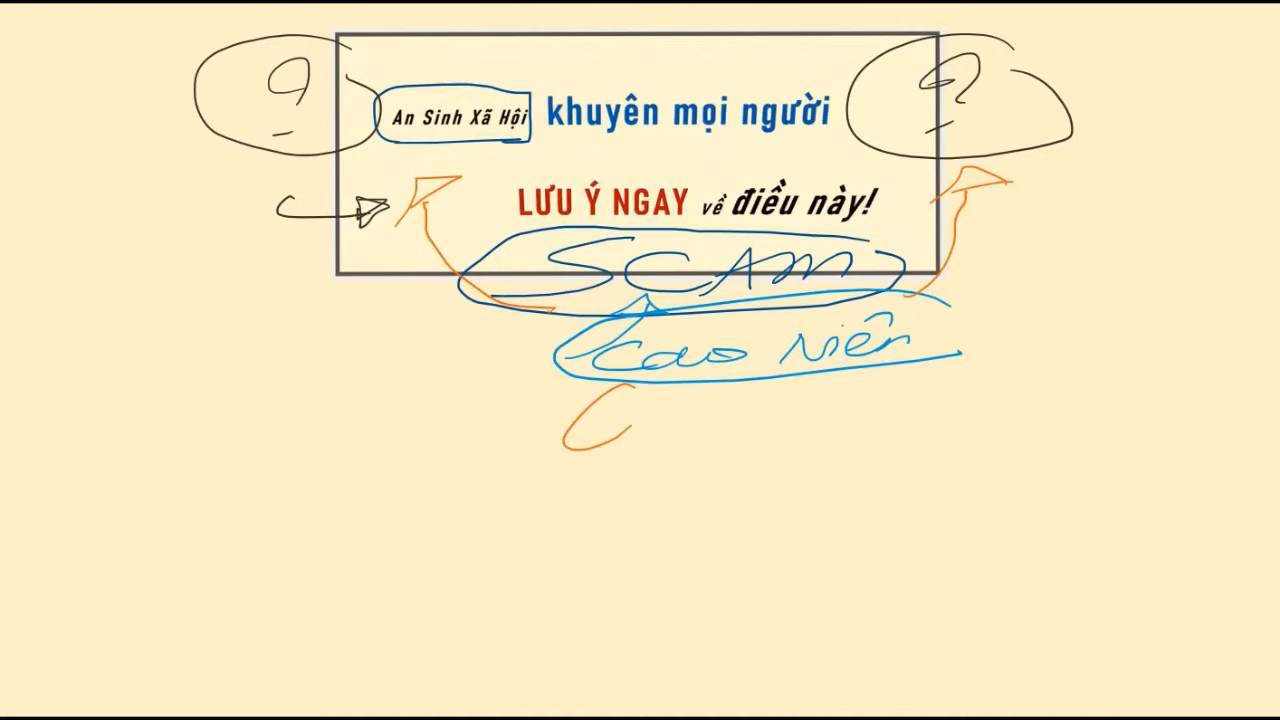 ? An Sinh Xã Hội khuyên mọi người ?
LƯU Ý NGAY về điều này!
SCAM
cao niên
C